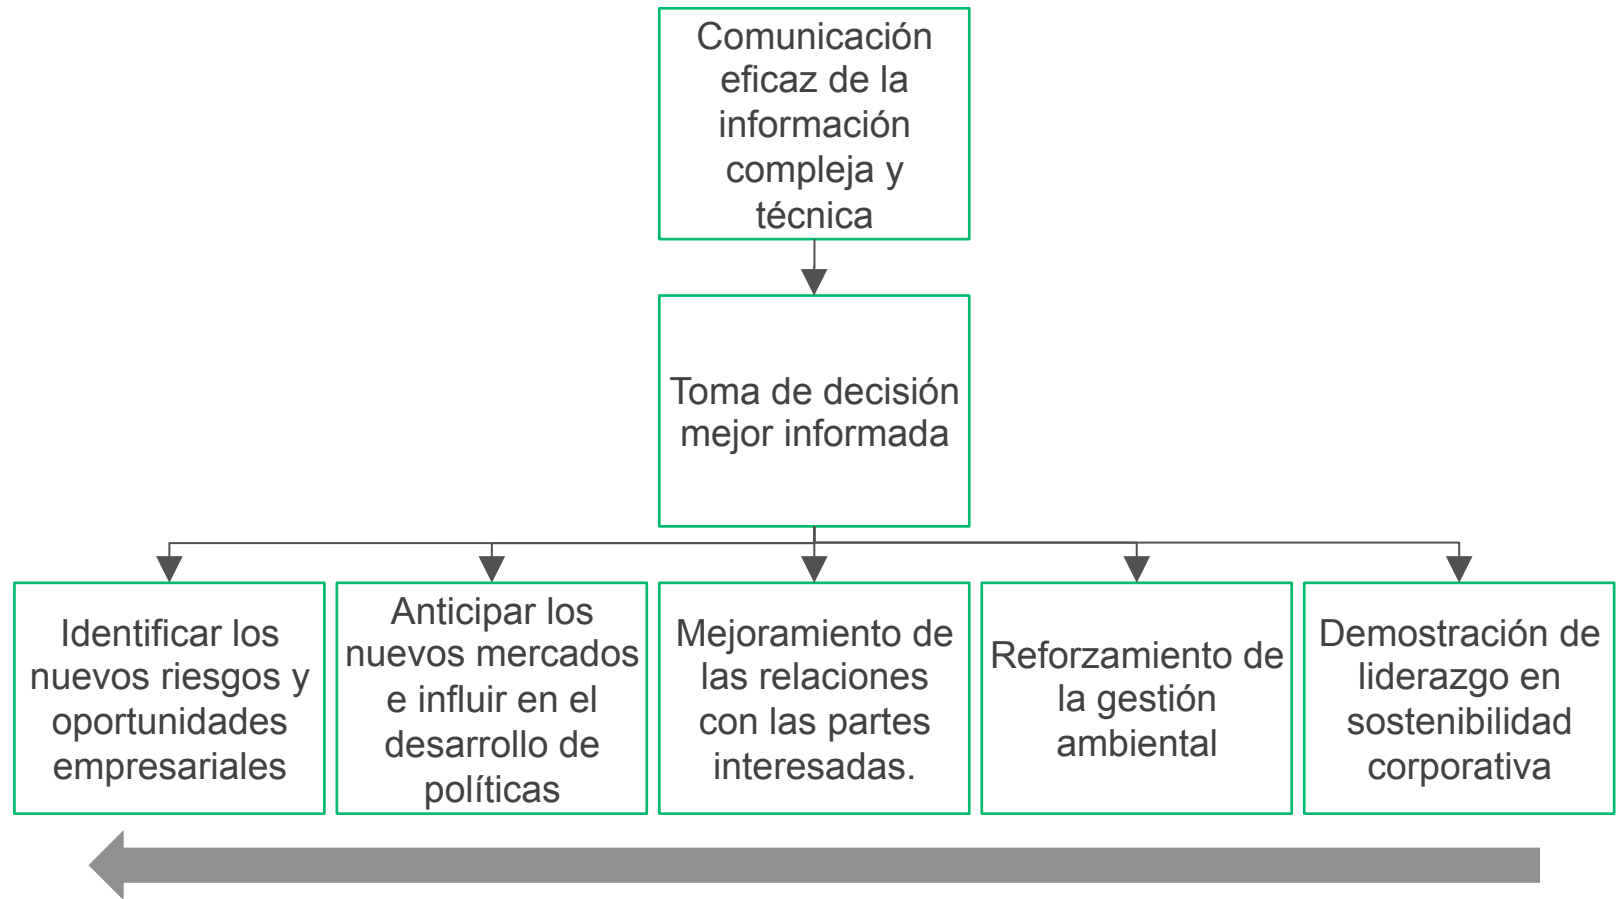 Comunicación
eficaz de la
información
compleja y
técnica
Toma de decisión
mejor informada
Identificar los
nuevos riesgos y
oportunidades
empresariales
Anticipar los
nuevos mercados
e influir en el
desarrollo de
políticas
Mejoramiento de
las relaciones
con las partes
interesadas.
Reforzamiento de
la gestión
ambiental
Demostración de
liderazgo en
sostenibilidad
corporativa